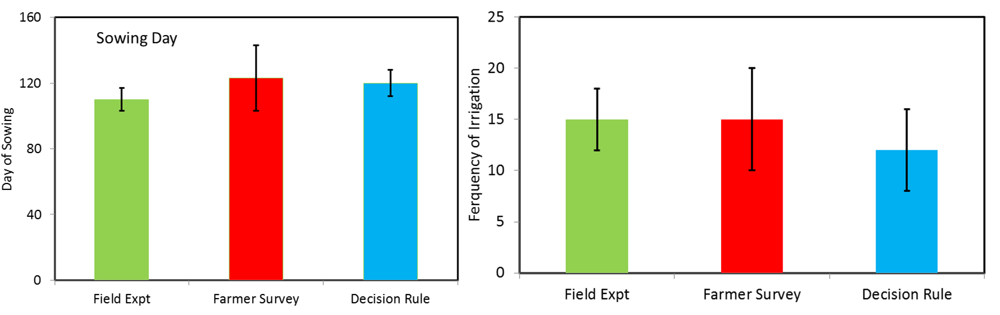 Sowing Day
Day of Sowing
160
120
80
40
0
Field Expt
Farmer Survey
Decision Rule
Ferquency of Irrigation
25
20
15
10
5
0
Field Expt
Farmer Survey
Decision Rule